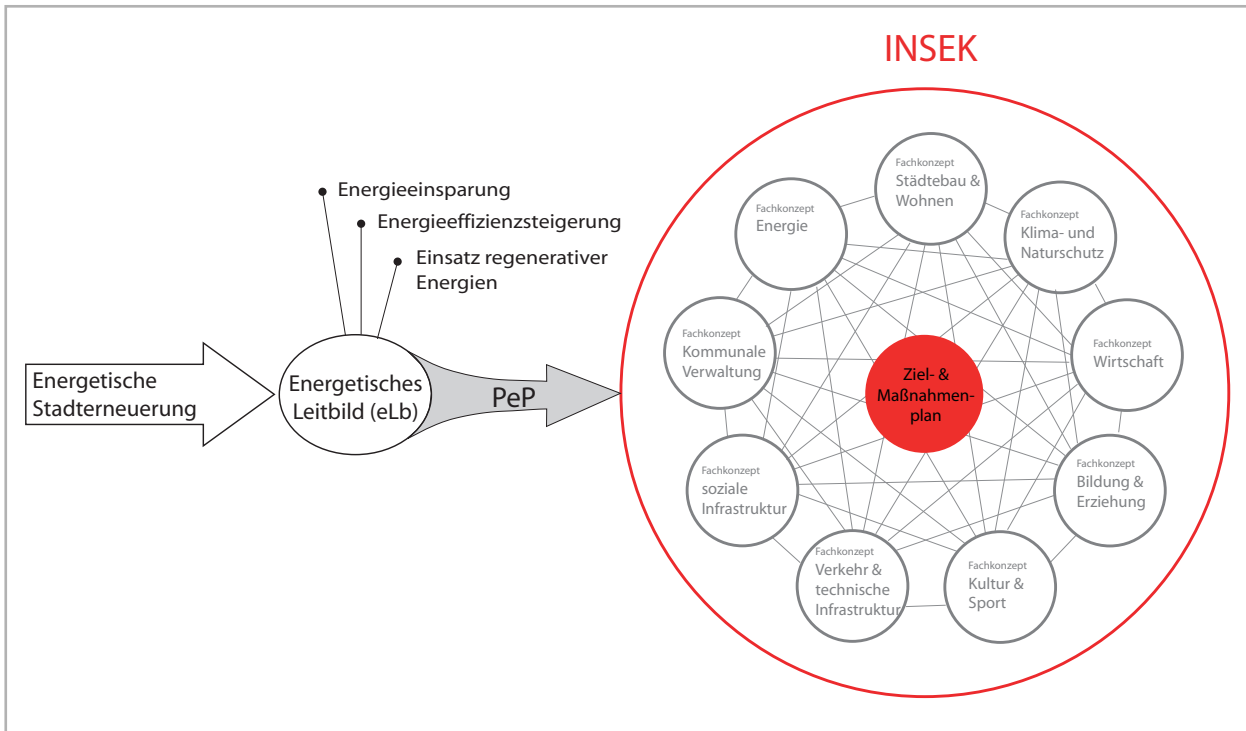 INSEK
Energieeinsparung
Energieeffizienzsteigerung
Einsatz regenerativer
Energien
Energetische
Stadterneuerung
Energetisches
Leitbild (eLb)
PeP
Fachkonzept
Städtebau &
Wohnen
Fachkonzept
Klima- und
Naturschutz
Fachkonzept
Wirtschaft
Fachkonzept
Bildung &
Erziehung
Fachkonzept
Kultur &
Sport
Fachkonzept
Verkehr &
technische
Infrastruktur
Fachkonzept
soziale
Infrastruktur
Fachkonzept
Kommunale
Verwaltung
Fachkonzept
Energie
Ziel- &
Maßnahmen-
plan